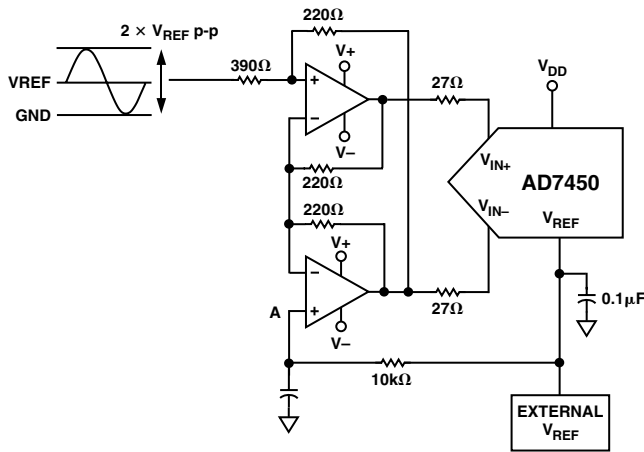 2 × VREF p-p
VREF
GND
390Ω
220Ω
+
V+
−
V−
220Ω
220Ω
V+
−
A
+
V−
27Ω
27Ω
VDD
VIN+
AD7450
VIN–
VREF
0.1μF
10kΩ
EXTERNAL
VREF